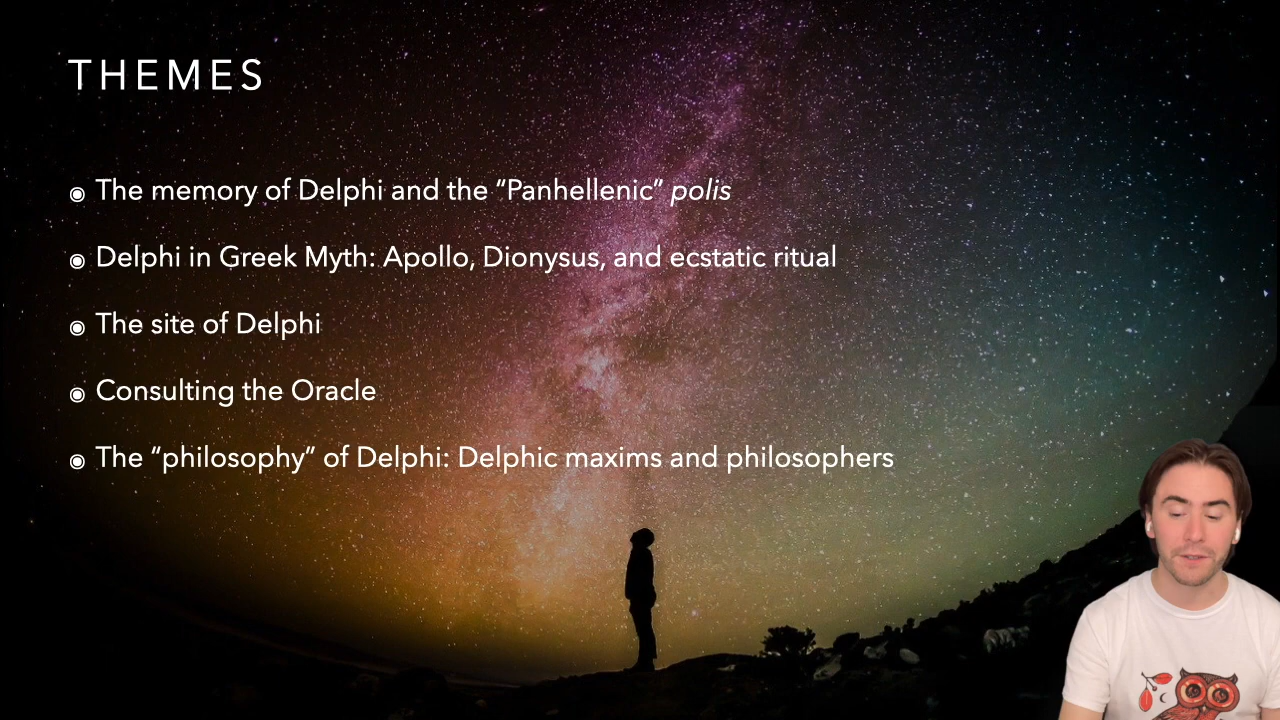 THEMES
The memory of Delphi and the “Panhellenic” polis
Delphi in Greek Myth: Apollo, Dionysus, and ecstatic ritual
The site of Delphi
Consulting the Oracle
The “philosophy” of Delphi: Delphic maxims and philosophers